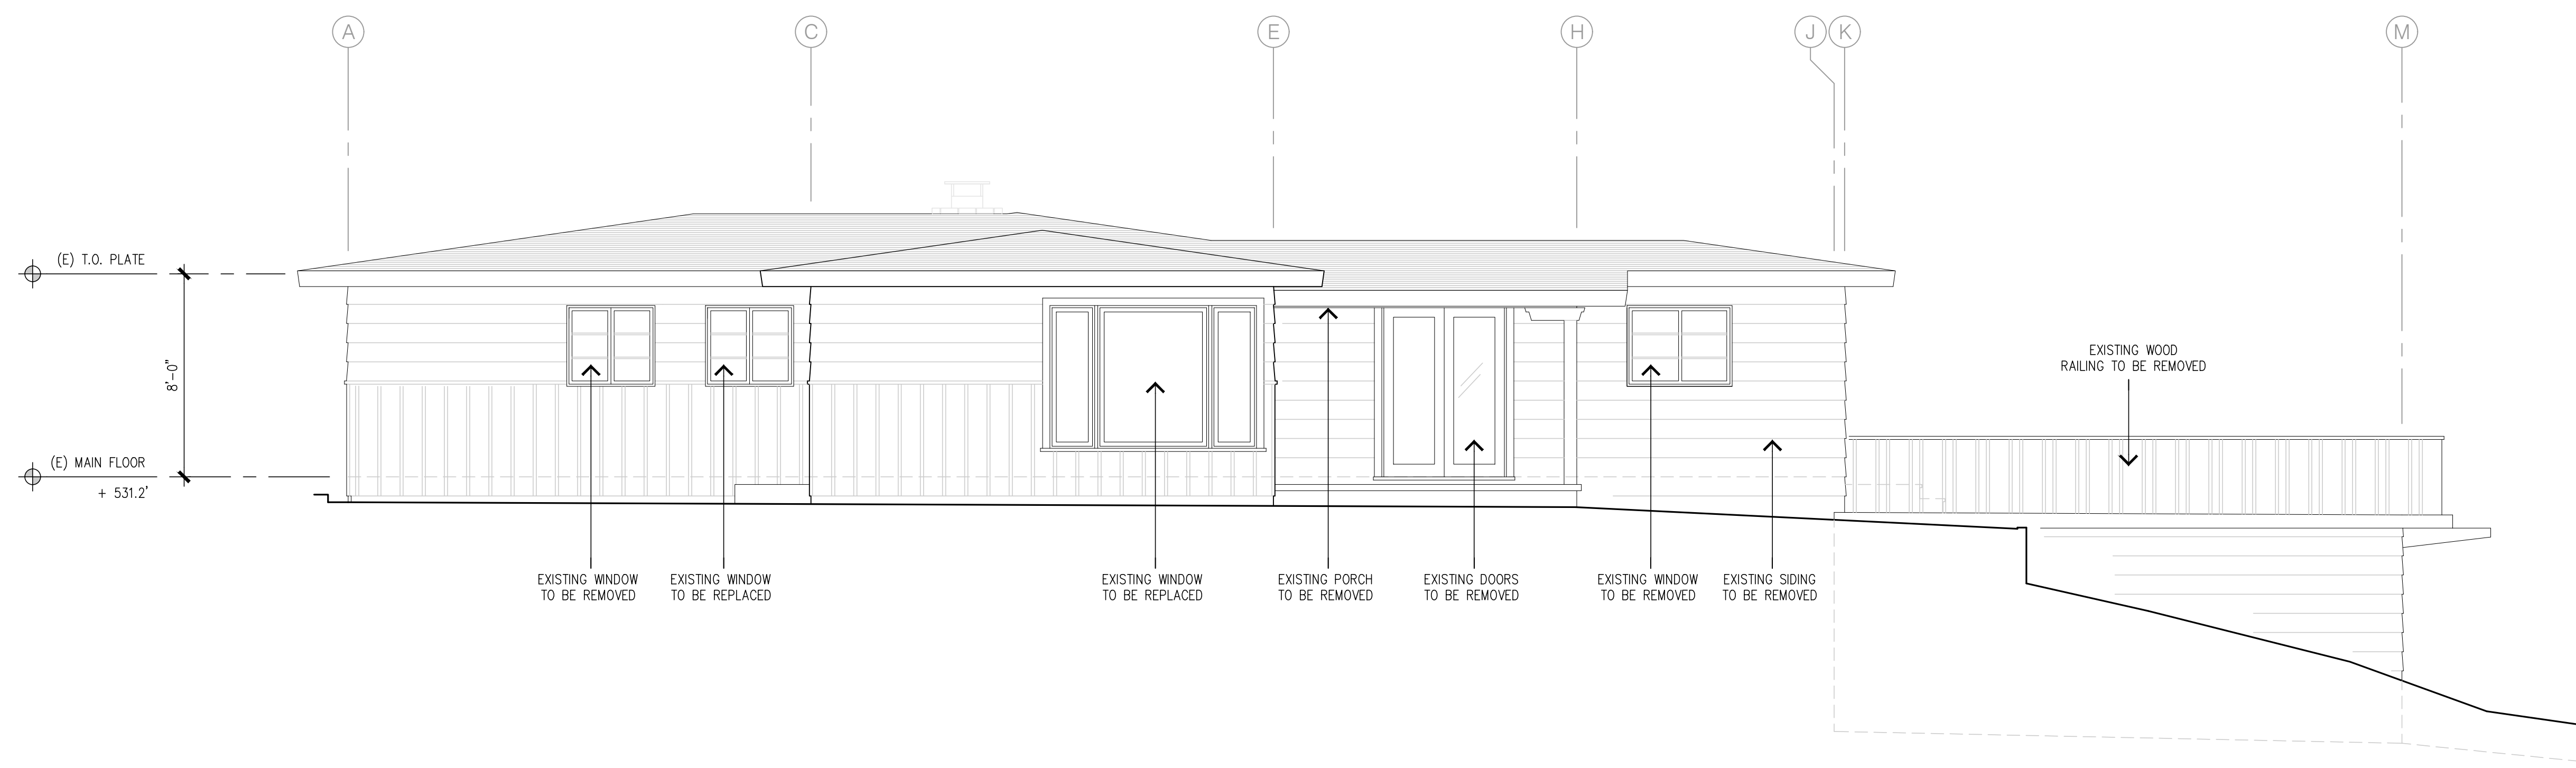 A
C
E
H
J
K
M
(E) T.O. PLATE
8'-0"
(E) MAIN FLOOR
+ 531.2'
EXISTING WOOD
RAILING TO BE REMOVED
EXISTING WINDOW
TO BE REMOVED
EXISTING WINDOW
TO BE REPLACED
EXISTING WINDOW
TO BE REPLACED
EXISTING PORCH
TO BE REMOVED
EXISTING DOORS
TO BE REMOVED
EXISTING WINDOW
TO BE REMOVED
EXISTING SIDING
TO BE REMOVED